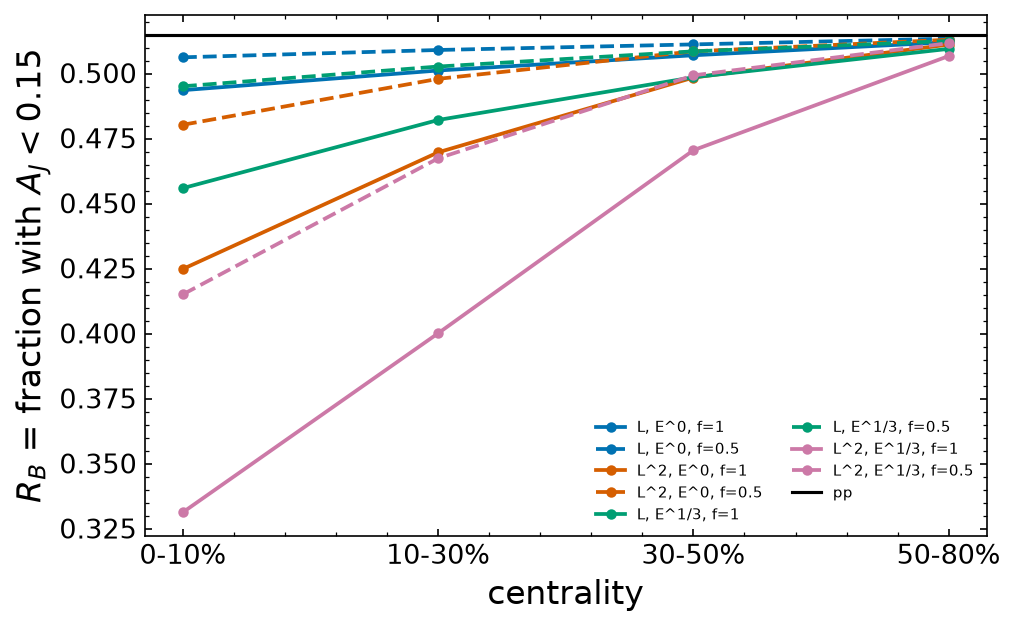 R_B = fraction with A_J < 0.15
0.500
0.475
0.450
0.425
0.400
0.375
0.350
0.325
0-10%
10-30%
30-50%
50-80%
centrality
L, E^0, f=1
L, E^0, f=0.5
L^2, E^0, f=1
L^2, E^0, f=0.5
L, E^1/3, f=1
L, E^1/3, f=0.5
L^2, E^1/3, f=1
L^2, E^1/3, f=0.5
pp